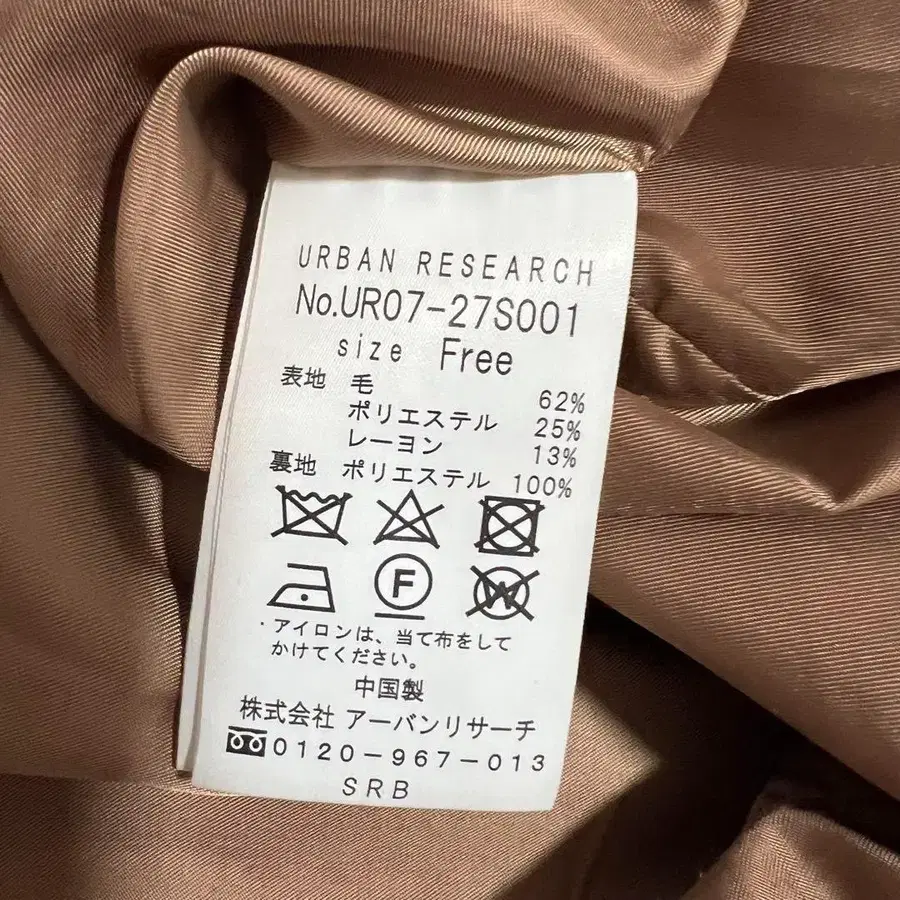 URBAN RESEARCH
No.UR07-27S001
size Free
表地 毛 62%
ポリエステル 25%
レーヨン 13%
裏地 ポリエステル 100%
F W
・アイロンは、当て布をして
かけてください。
中国製
株式会社 アーバンリサーチ
0120-967-013
SRB